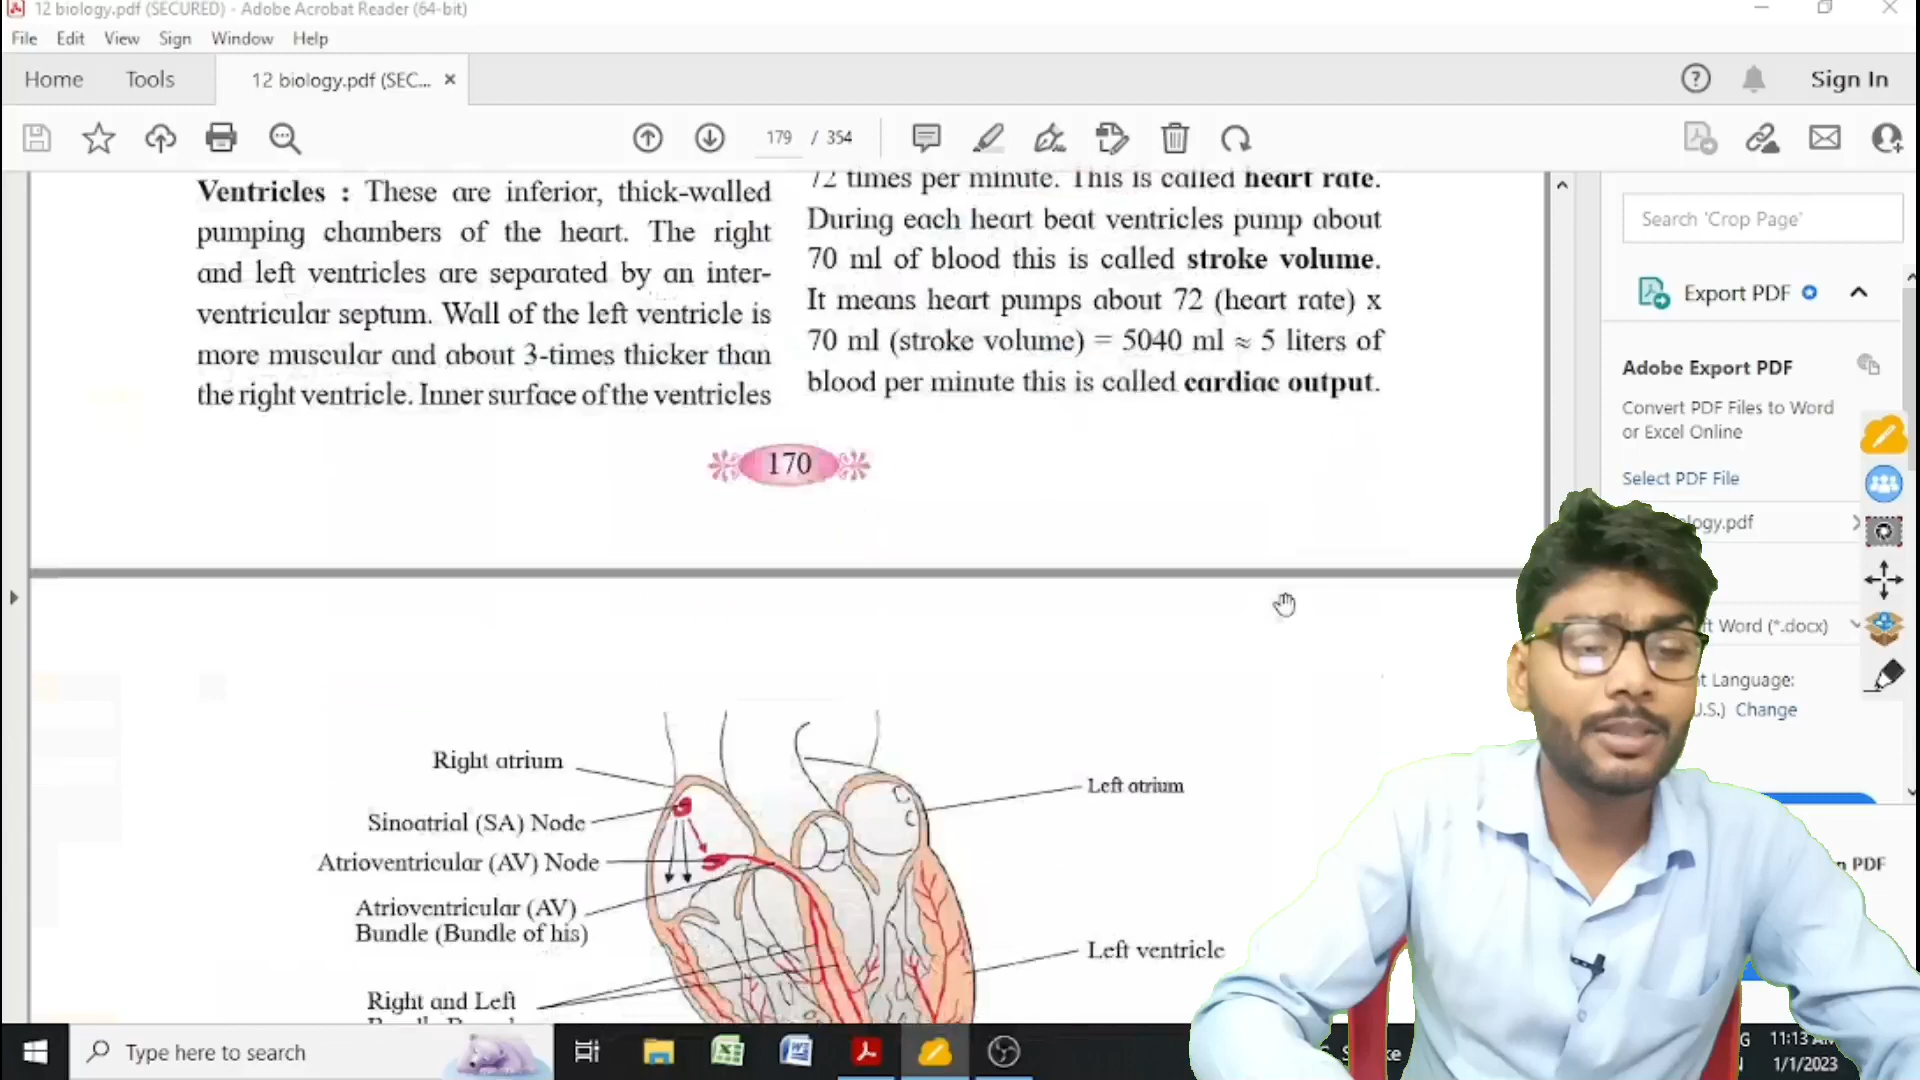 12 biology.pdf (SECURED) - Adobe Acrobat Reader (64-bit)
File Edit View Sign Window Help
Home Tools 12 biology.pdf (SEC... ×
Sign In
179 / 354
Ventricles : These are inferior, thick-walled
pumping chambers of the heart. The right
and left ventricles are separated by an inter-
ventricular septum. Wall of the left ventricle is
more muscular and about 3-times thicker than
the right ventricle. Inner surface of the ventricles
72 times per minute. This is called heart rate.
During each heart beat ventricles pump about
70 ml of blood this is called stroke volume.
It means heart pumps about 72 (heart rate) x
70 ml (stroke volume) = 5040 ml ≈ 5 liters of
blood per minute this is called cardiac output.
170
Right atrium
Sinoatrial (SA) Node
Atrioventricular (AV) Node
Atrioventricular (AV)
Bundle (Bundle of his)
Right and Left
Left atrium
Left ventricle
Search 'Crop Page'
Export PDF
Adobe Export PDF
Convert PDF Files to Word
or Excel Online
Select PDF File
ology.pdf
Word (*.docx)
Language:
U.S.) Change
PDF
Type here to search
11:13 AM
1/1/2023